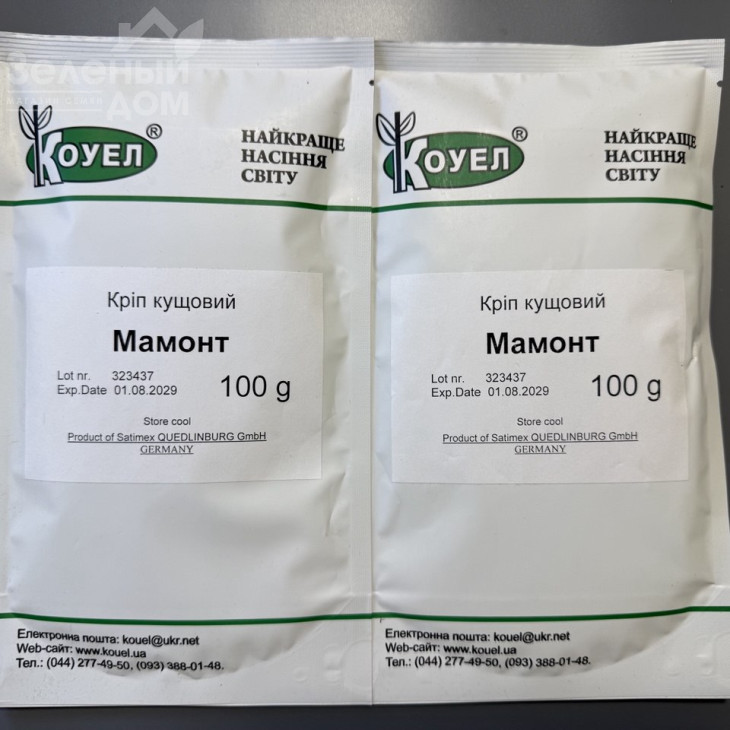 Зеленый
ДОМ
МАГАЗИН СЕМЯН
КОУЕЛ®
НАЙКРАЩЕ
НАСІННЯ
СВІТУ
Кріп кущовий
Мамонт
Lot nr. 323437
Exp.Date 01.08.2029
100 g
Store cool
Product of Satimex QUEDLINBURG GmbH
GERMANY
Електронна пошта: kouel@ukr.net
Web-сайт: www.kouel.ua
Тел.: (044) 277-49-50, (093) 388-01-48.
КОУЕЛ®
НАЙКРАЩЕ
НАСІННЯ
СВІТУ
Кріп кущовий
Мамонт
Lot nr. 323437
Exp.Date 01.08.2029
100 g
Store cool
Product of Satimex QUEDLINBURG GmbH
GERMANY
Електронна пошта: kouel@ukr.net
Web-сайт: www.kouel.ua
Тел.: (044) 277-49-50, (093) 388-01-48.